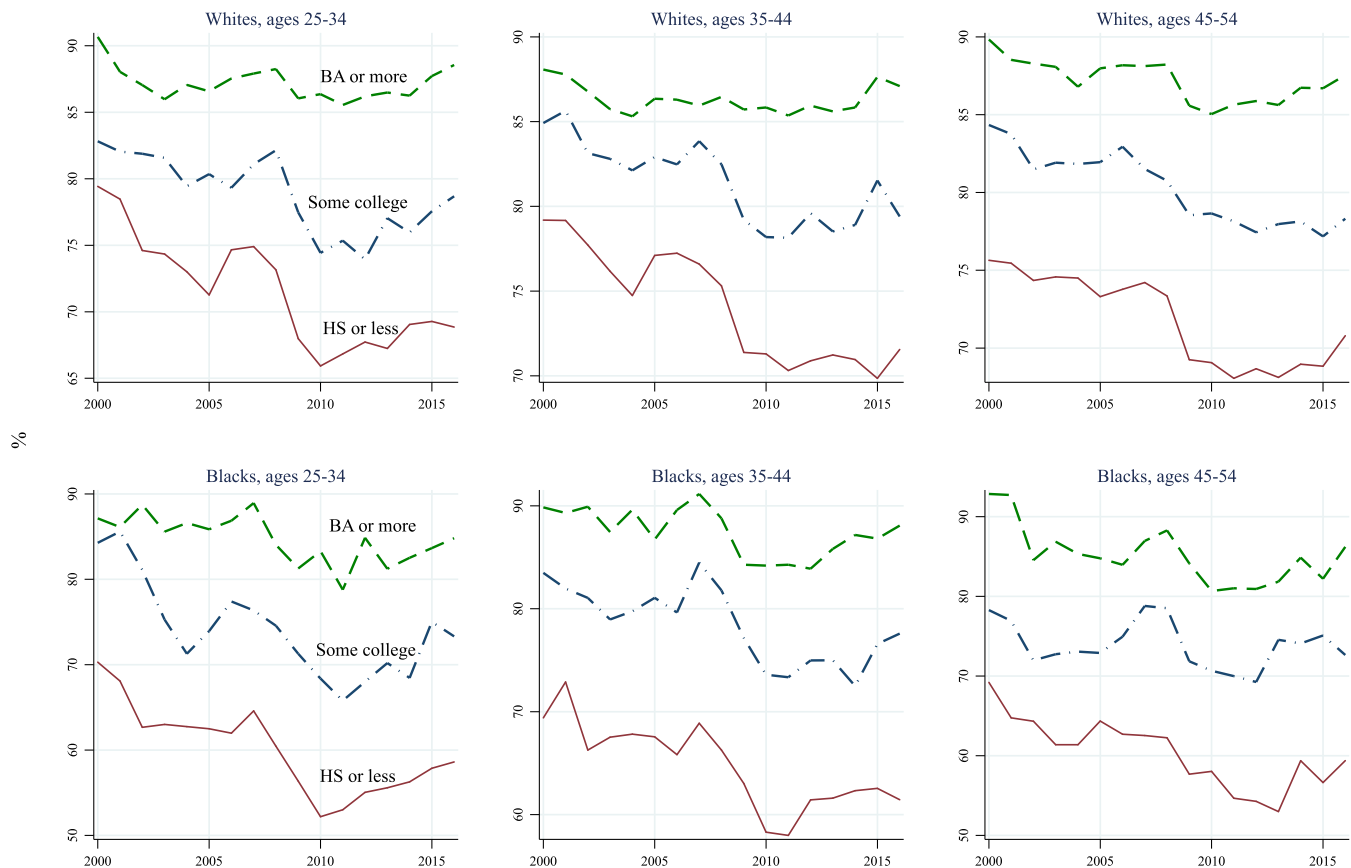 Whites, ages 25-34
90
85
80
75
70
65
BA or more
Some college
HS or less
2000 2005 2010 2015
Whites, ages 35-44
90
85
80
75
70
2000 2005 2010 2015
Whites, ages 45-54
90
85
80
75
70
2000 2005 2010 2015
%
Blacks, ages 25-34
90
80
70
60
50
BA or more
Some college
HS or less
2000 2005 2010 2015
Blacks, ages 35-44
90
80
70
60
2000 2005 2010 2015
Blacks, ages 45-54
90
80
70
60
50
2000 2005 2010 2015